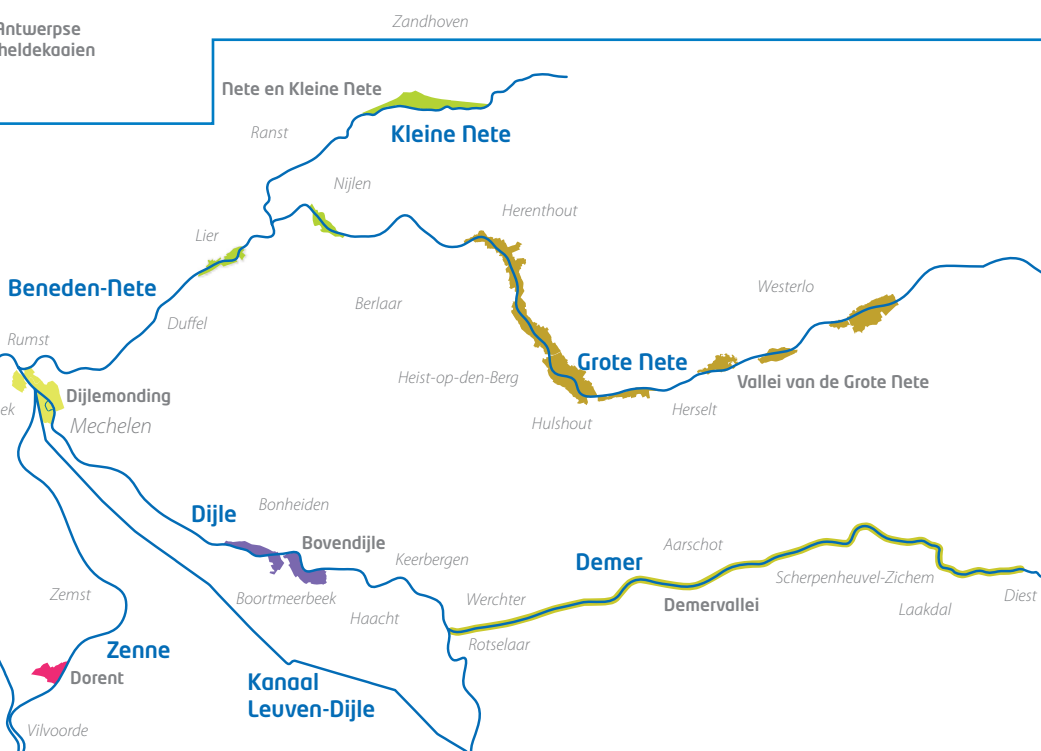 Zandhoven
Antwerpse
heldekaaien
Nete en Kleine Nete
Ranst
Kleine Nete
Nijlen
Herenthout
Lier
Beneden-Nete
Westerlo
Berlaar
Duffel
Rumst
Grote Nete
Heist-op-den-Berg
Vallei van de Grote Nete
Dijlemonding
ek
Herselt
Mechelen
Hulshout
Bonheiden
Dijle
Bovendijle
Aarschot
Keerbergen
Demer
Scherpenheuvel-Zichem
Zemst
Boortmeerbeek
Werchter
Demervallei
Diest
Laakdal
Haacht
Rotselaar
Zenne
Dorent
Kanaal
Leuven-Dijle
Vilvoorde